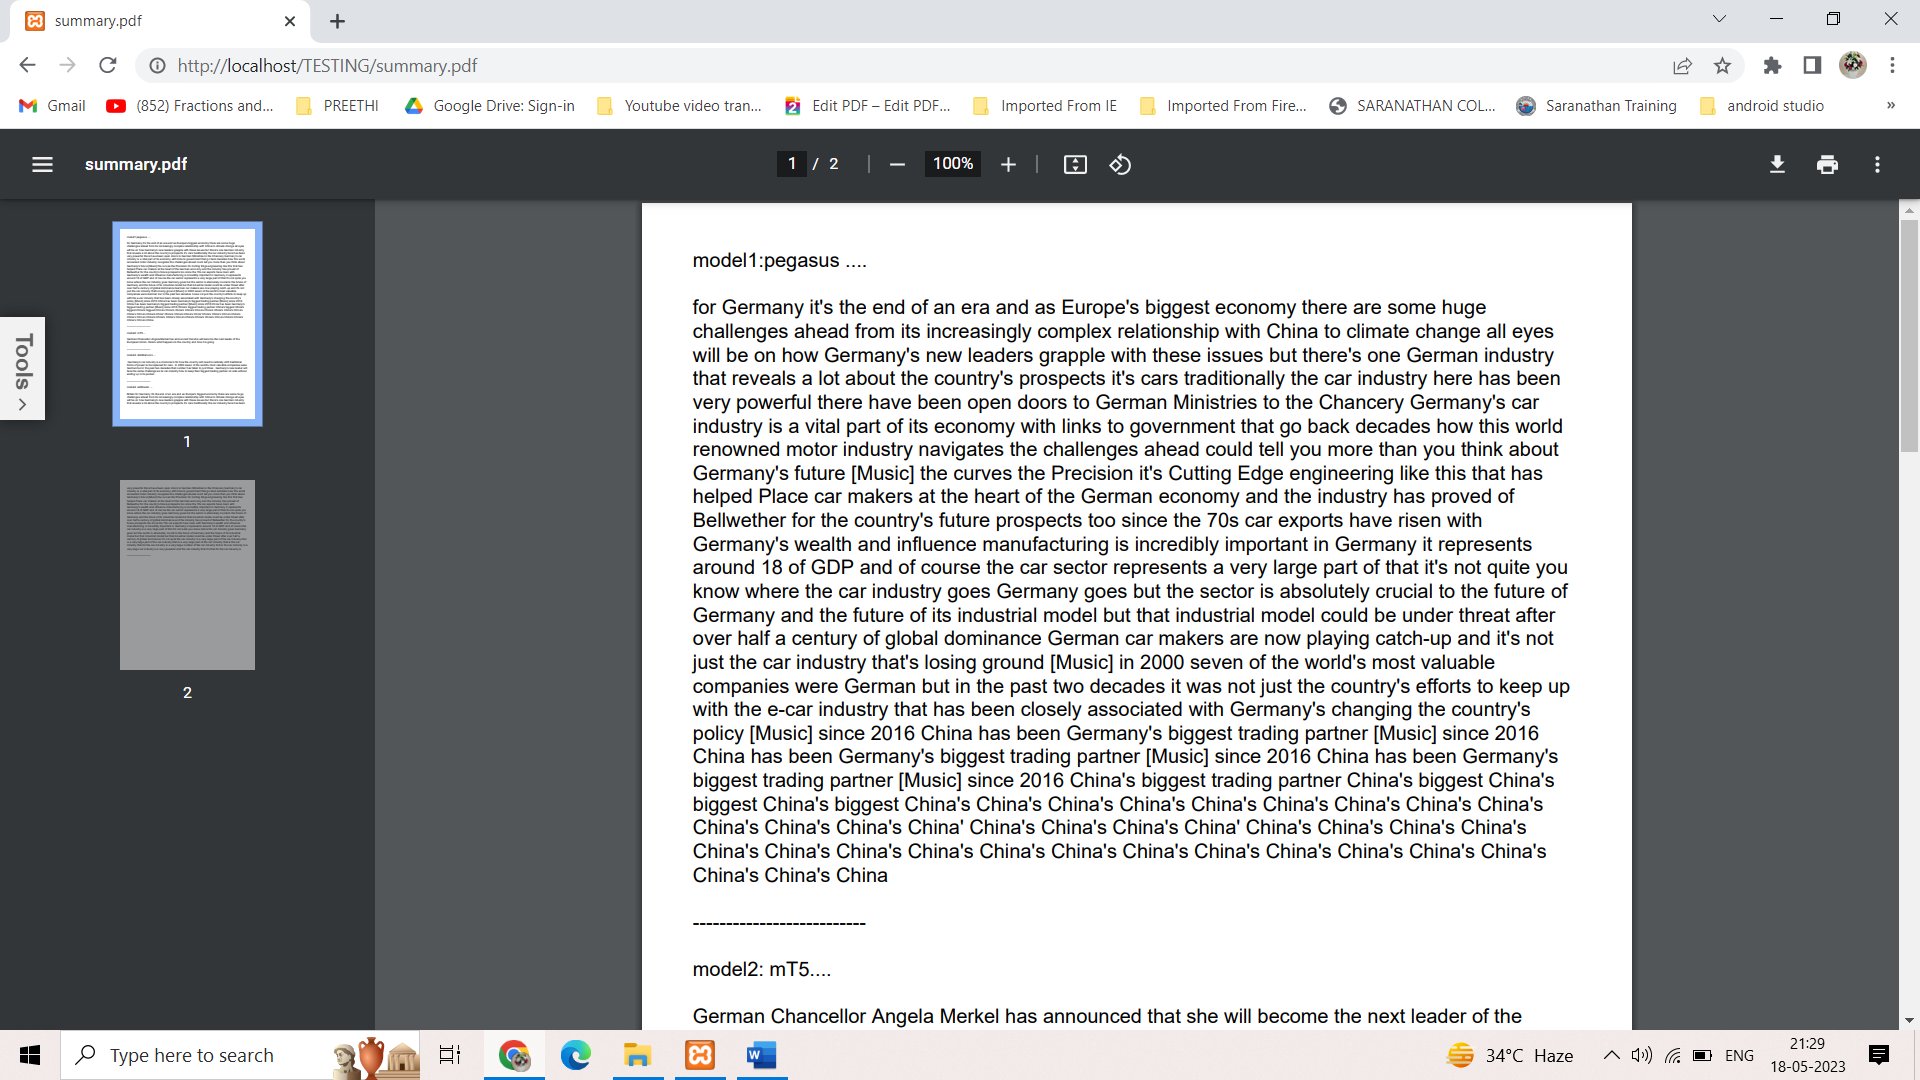 summary.pdf
http://localhost/TESTING/summary.pdf
Gmail
(852) Fractions and...
PREETHI
Google Drive: Sign-in
Youtube video tran...
Edit PDF – Edit PDF...
Imported From IE
Imported From Fire...
SARANATHAN COL...
Saranathan Training
android studio
»
summary.pdf
1 / 2
100%
Tools
1
2
model1:pegasus ....
for Germany it's the end of an era and as Europe's biggest economy there are some huge
challenges ahead from its increasingly complex relationship with China to climate change all eyes
will be on how Germany's new leaders grapple with these issues but there's one German industry
that reveals a lot about the country's prospects it's cars traditionally the car industry here has been
very powerful there have been open doors to German Ministries to the Chancery Germany's car
industry is a vital part of its economy with links to government that go back decades how this world
renowned motor industry navigates the challenges ahead could tell you more than you think about
Germany's future [Music] the curves the Precision it's Cutting Edge engineering like this that has
helped Place car makers at the heart of the German economy and the industry has proved of
Bellwether for the country's future prospects too since the 70s car exports have risen with
Germany's wealth and influence manufacturing is incredibly important in Germany it represents
around 18 of GDP and of course the car sector represents a very large part of that it's not quite you
know where the car industry goes Germany goes but the sector is absolutely crucial to the future of
Germany and the future of its industrial model but that industrial model could be under threat after
over half a century of global dominance German car makers are now playing catch-up and it's not
just the car industry that's losing ground [Music] in 2000 seven of the world's most valuable
companies were German but in the past two decades it was not just the country's efforts to keep up
with the e-car industry that has been closely associated with Germany's changing the country's
policy [Music] since 2016 China has been Germany's biggest trading partner [Music] since 2016
China has been Germany's biggest trading partner [Music] since 2016 China has been Germany's
biggest trading partner [Music] since 2016 China's biggest trading partner China's biggest China's
biggest China's biggest China's China's China's China's China's China's China's China's China's
China's China's China's China' China's China's China's China' China's China's China's China's
China's China's China's China's China's China's China's China's China's China's China's China's
China's China's China
--------------------------
model2: mT5....
German Chancellor Angela Merkel has announced that she will become the next leader of the
Type here to search
34°C Haze
ENG
21:29
18-05-2023